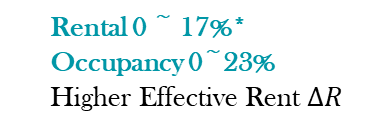 Rental 0 ~ 17%*
Occupancy 0~23%
Higher Effective Rent ΔR